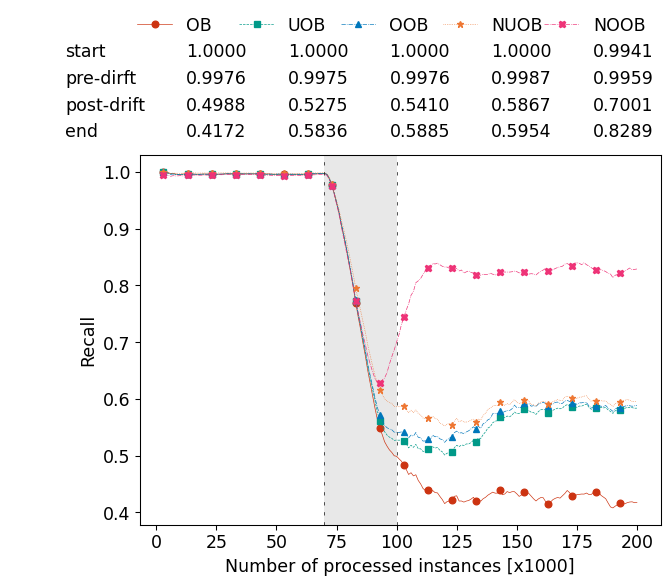 OB UOB OOB NUOB NOOB
start 1.0000 1.0000 1.0000 1.0000 0.9941
pre-dirft 0.9976 0.9975 0.9976 0.9987 0.9959
post-drift 0.4988 0.5275 0.5410 0.5867 0.7001
end 0.4172 0.5836 0.5885 0.5954 0.8289
1.0
0.9
0.8
0.7
0.6
0.5
0.4
Recall
0 25 50 75 100 125 150 175 200
Number of processed instances [x1000]